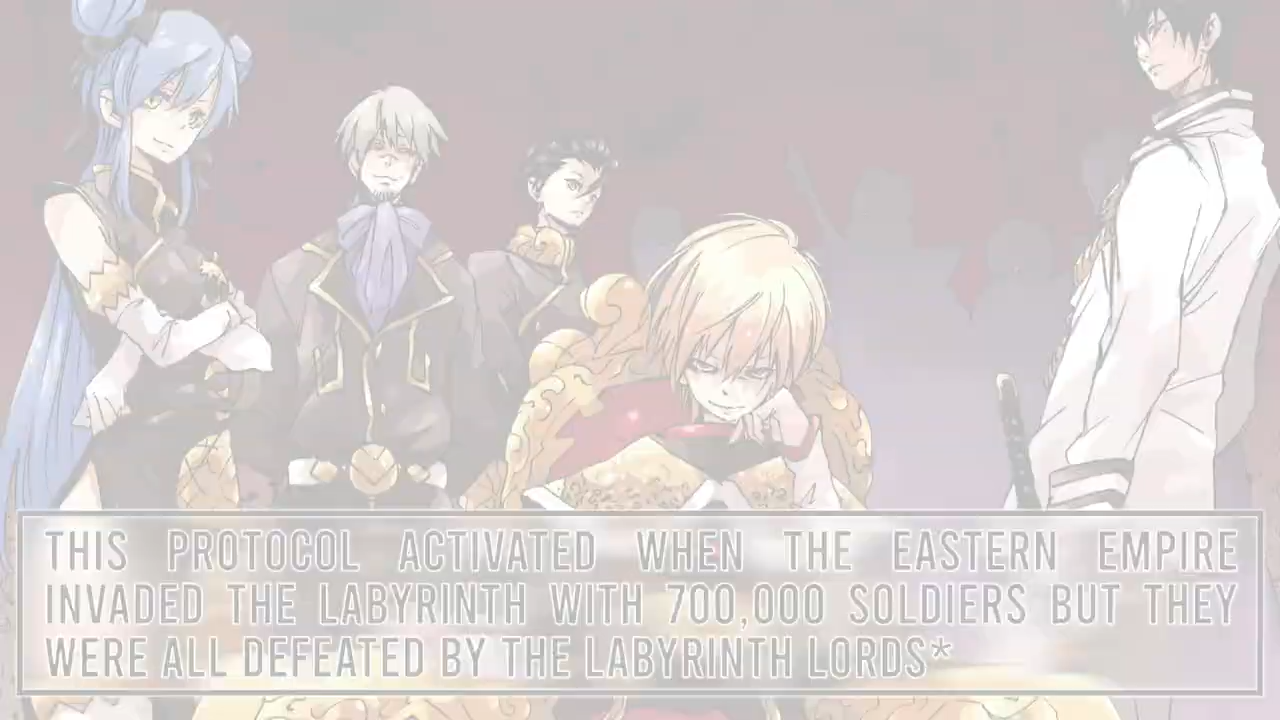 THIS PROTOCOL ACTIVATED WHEN THE EASTERN EMPIRE
INVADED THE LABYRINTH WITH 700,000 SOLDIERS BUT THEY
WERE ALL DEFEATED BY THE LABYRINTH LORDS*